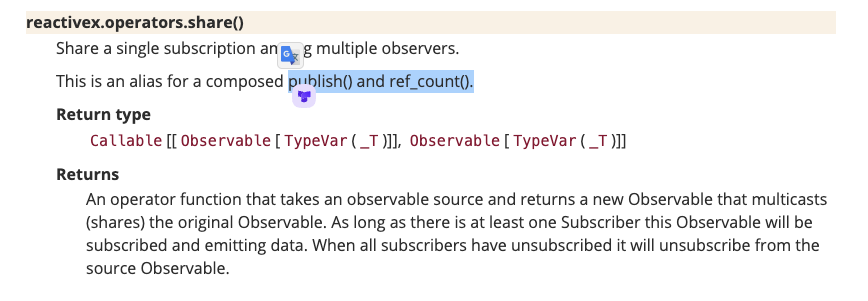 reactivex.operators.share()
Share a single subscription an g multiple observers.
This is an alias for a composed publish() and ref_count().
Return type
Callable[[Observable[TypeVar(_T)]], Observable[TypeVar(_T)]]
Returns
An operator function that takes an observable source and returns a new Observable that multicasts
(shares) the original Observable. As long as there is at least one Subscriber this Observable will be
subscribed and emitting data. When all subscribers have unsubscribed it will unsubscribe from the
source Observable.